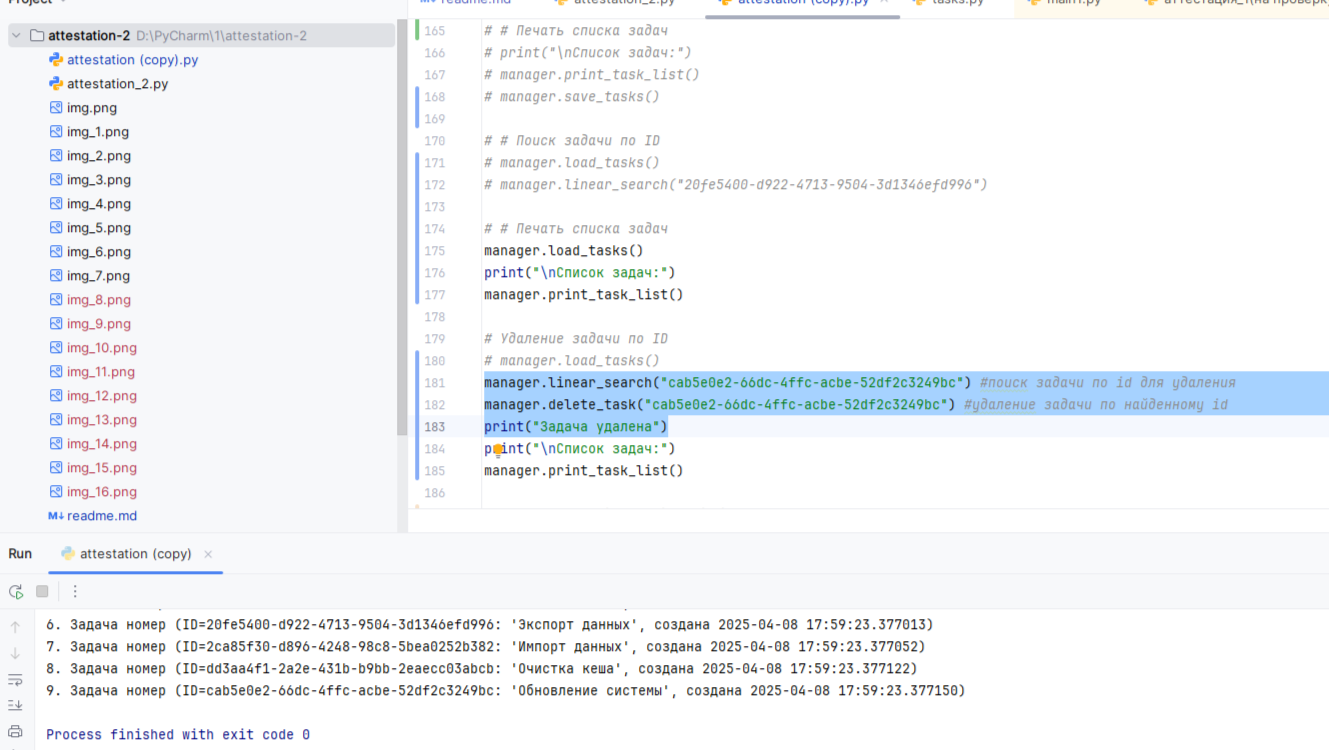 Project
readme.md
attestation_2.py
attestation (copy).py
tasks.py
main1.py
attestation-2 D:\PyCharm\1\attestation-2
attestation (copy).py
attestation_2.py
img.png
img_1.png
img_2.png
img_3.png
img_4.png
img_5.png
img_6.png
img_7.png
img_8.png
img_9.png
img_10.png
img_11.png
img_12.png
img_13.png
img_14.png
img_15.png
img_16.png
M↓ readme.md
165 # # Печать списка задач
166 # print("\nСписок задач:")
167 # manager.print_task_list()
168 # manager.save_tasks()
169
170 # # Поиск задачи по ID
171 # manager.load_tasks()
172 # manager.linear_search("20fe5400-d922-4713-9504-3d1346efd996")
173
174 # # Печать списка задач
175 manager.load_tasks()
176 print("\nСписок задач:")
177 manager.print_task_list()
178
179 # Удаление задачи по ID
180 # manager.load_tasks()
181 manager.linear_search("cab5e0e2-66dc-4ffc-acbe-52df2c3249bc") #поиск задачи по id для удаления
182 manager.delete_task("cab5e0e2-66dc-4ffc-acbe-52df2c3249bc") #удаление задачи по найденному id
183 print("Задача удалена")
184 print("\nСписок задач:")
185 manager.print_task_list()
186
Run attestation (copy)
6. Задача номер (ID=20fe5400-d922-4713-9504-3d1346efd996: 'Экспорт данных', создана 2025-04-08 17:59:23.377013)
7. Задача номер (ID=2ca85f30-d896-4248-98c8-5bea0252b382: 'Импорт данных', создана 2025-04-08 17:59:23.377052)
8. Задача номер (ID=dd3aa4f1-2a2e-431b-b9bb-2eaecc03abcb: 'Очистка кеша', создана 2025-04-08 17:59:23.377122)
9. Задача номер (ID=cab5e0e2-66dc-4ffc-acbe-52df2c3249bc: 'Обновление системы', создана 2025-04-08 17:59:23.377150)
Process finished with exit code 0